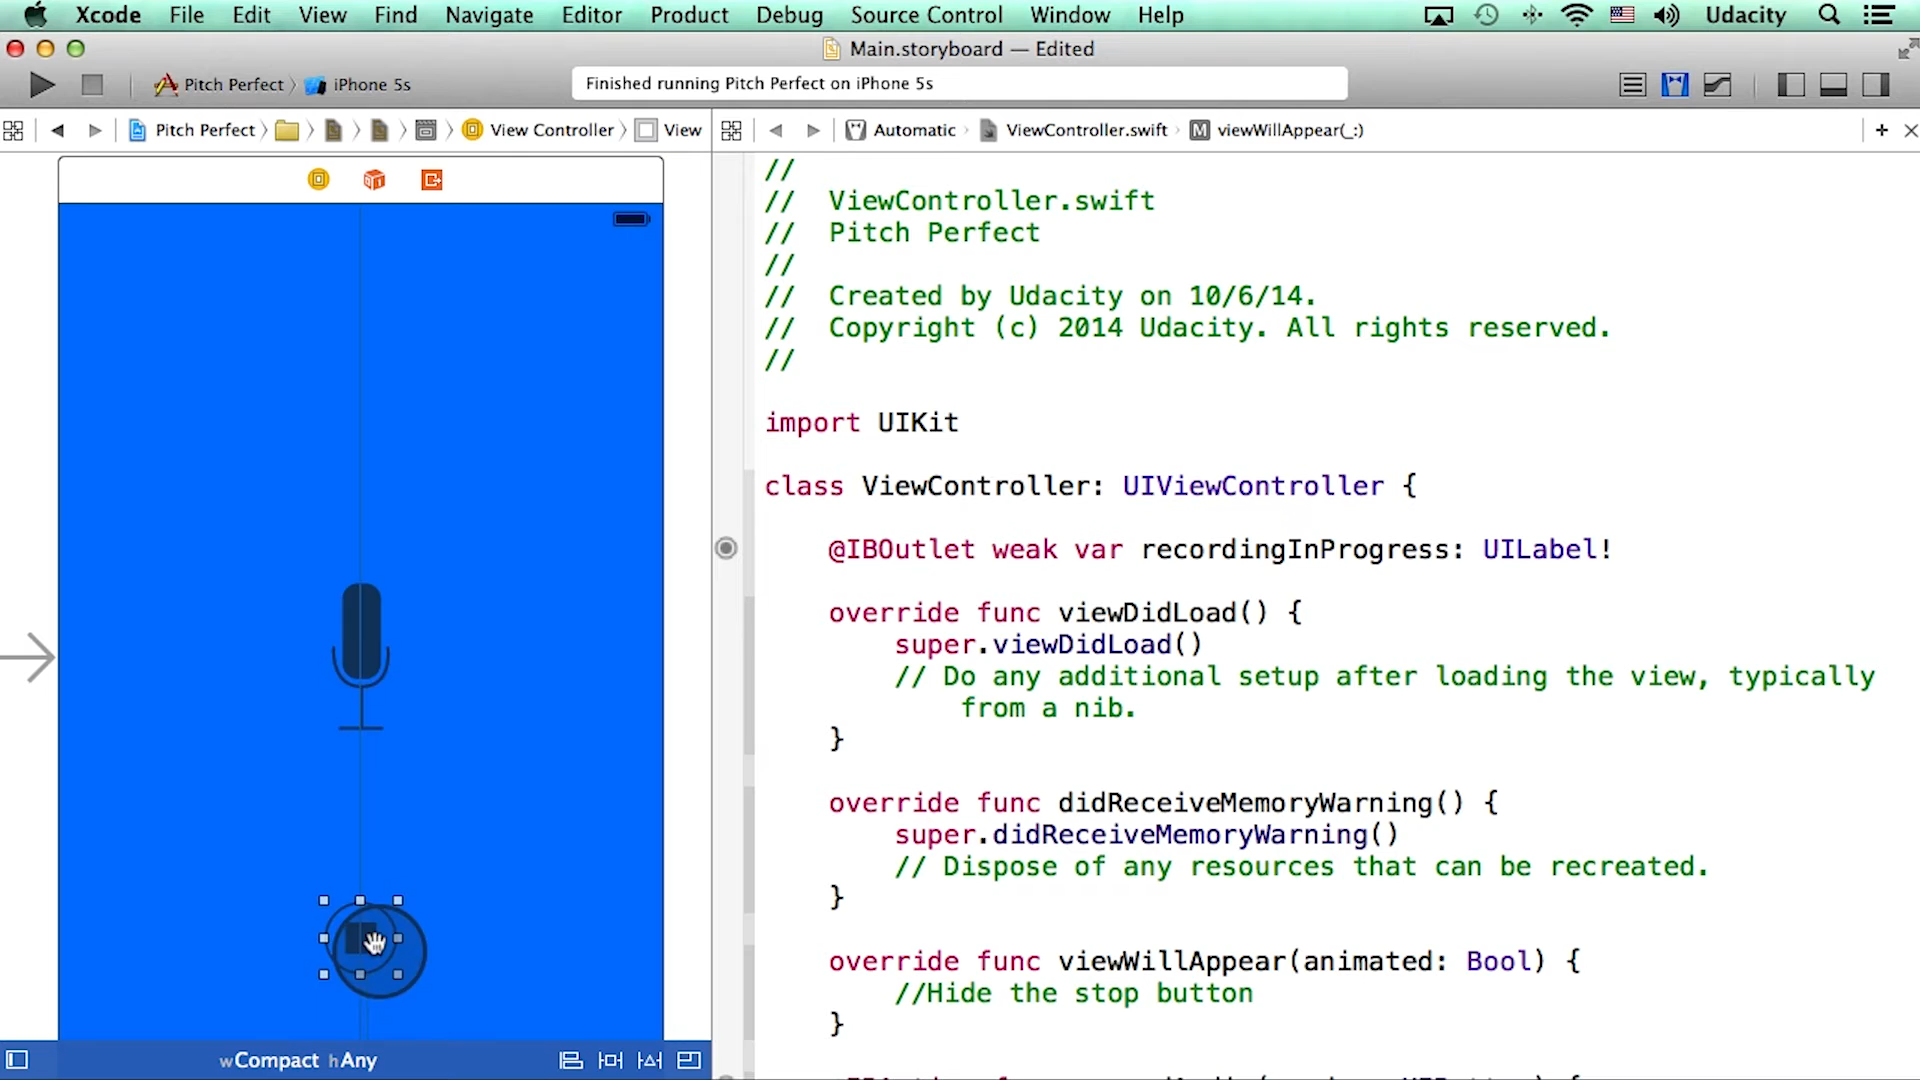 Xcode File Edit View Find Navigate Editor Product Debug Source Control Window Help Udacity
Main.storyboard — Edited
Pitch Perfect iPhone 5s Finished running Pitch Perfect on iPhone 5s
Pitch Perfect View Controller View Automatic ViewController.swift M viewWillAppear(_:)
//
// ViewController.swift
// Pitch Perfect
//
// Created by Udacity on 10/6/14.
// Copyright (c) 2014 Udacity. All rights reserved.
//
import UIKit
class ViewController: UIViewController {
@IBOutlet weak var recordingInProgress: UILabel!
override func viewDidLoad() {
super.viewDidLoad()
// Do any additional setup after loading the view, typically
from a nib.
}
override func didReceiveMemoryWarning() {
super.didReceiveMemoryWarning()
// Dispose of any resources that can be recreated.
}
override func viewWillAppear(animated: Bool) {
//Hide the stop button
}
wCompact hAny